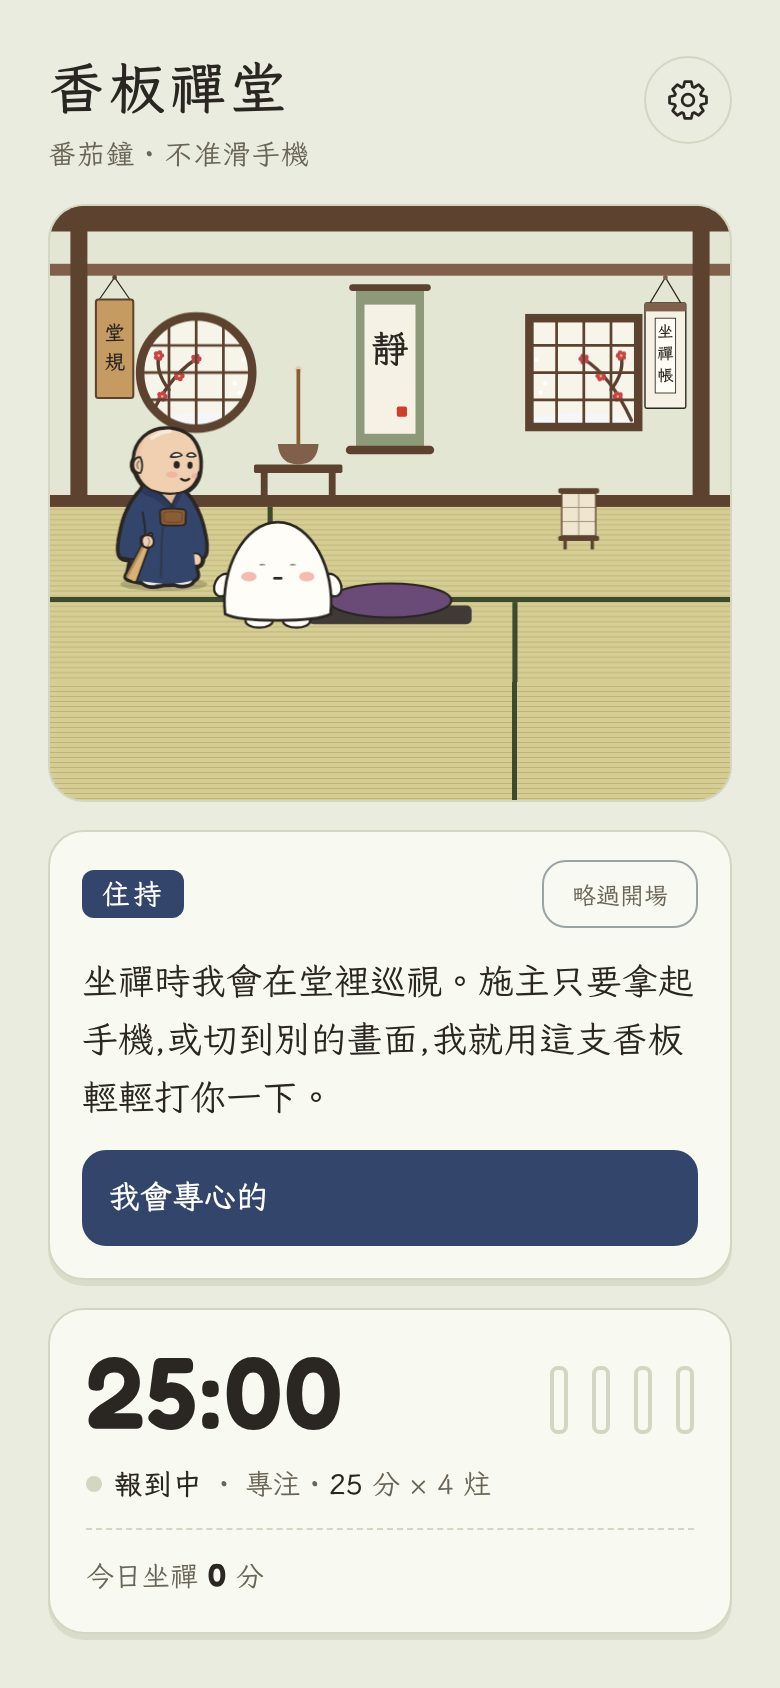 香板禪堂
番茄鐘・不准滑手機
堂規
靜
坐禪帳
住持
略過開場
坐禪時我會在堂裡巡視。施主只要拿起
手機,或切到別的畫面,我就用這支香板
輕輕打你一下。
我會專心的
25:00
報到中 · 專注・25 分 × 4 炷
今日坐禪 0 分